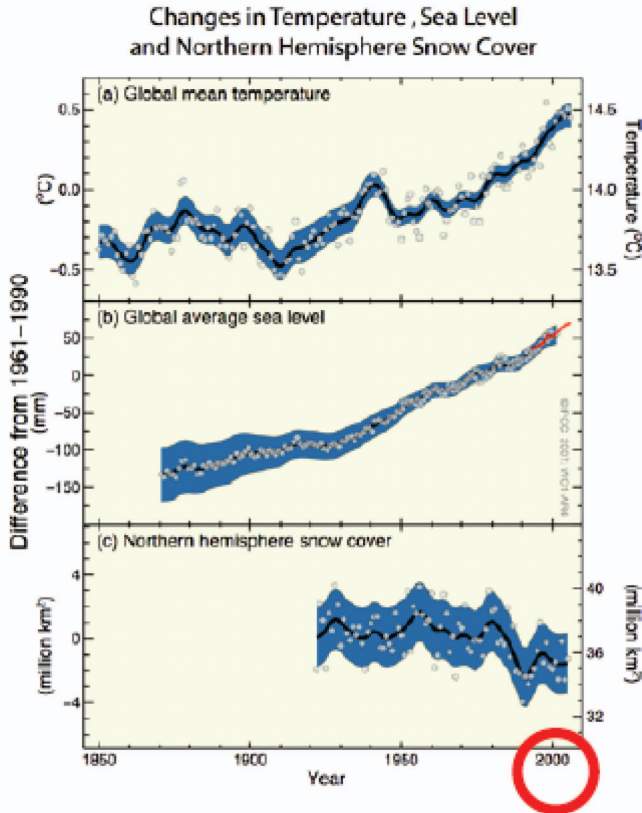 Changes in Temperature , Sea Level
and Northern Hemisphere Snow Cover
(a) Global mean temperature
0.5
0.0
-0.5
(°C)
14.5
14.0
13.5
Temperature (°C)
(b) Global average sea level
50
0
-50
-100
-150
(mm)
Difference from 1961-1990
(c) Northern hemisphere snow cover
4
0
-4
(million km²)
40
36
32
(million km²)
1850
1900
1950
2000
Year